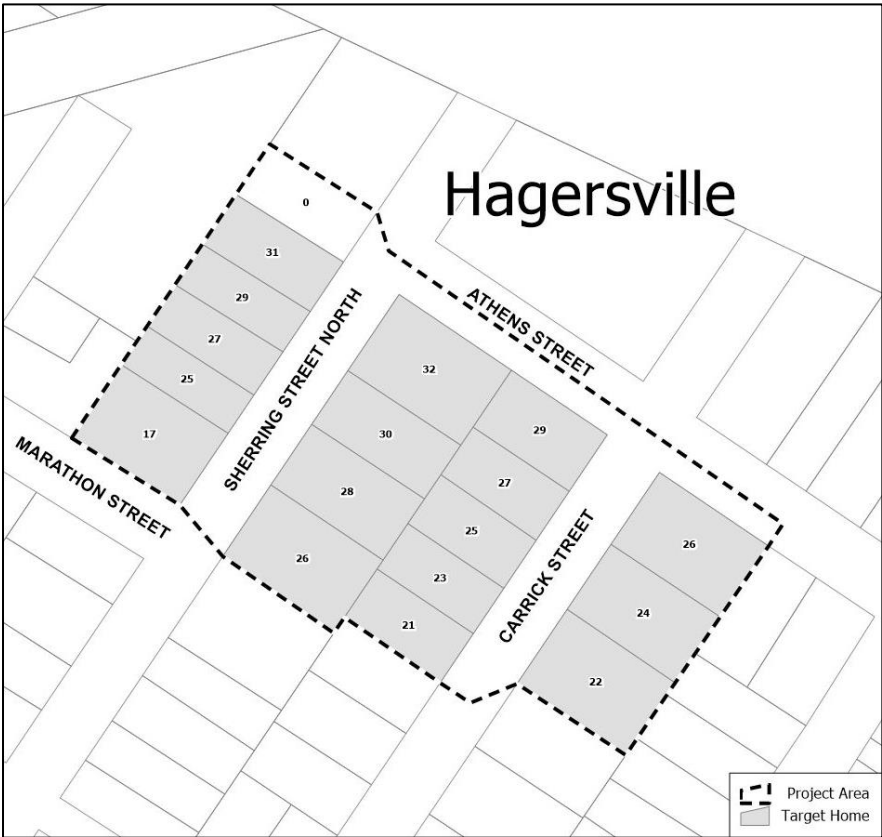 Hagersville
0
31
29
27
25
17
SHERRING STREET NORTH
MARATHON STREET
ATHENS STREET
32
30
28
26
29
27
25
23
21
CARRICK STREET
26
24
22
Project Area
Target Home